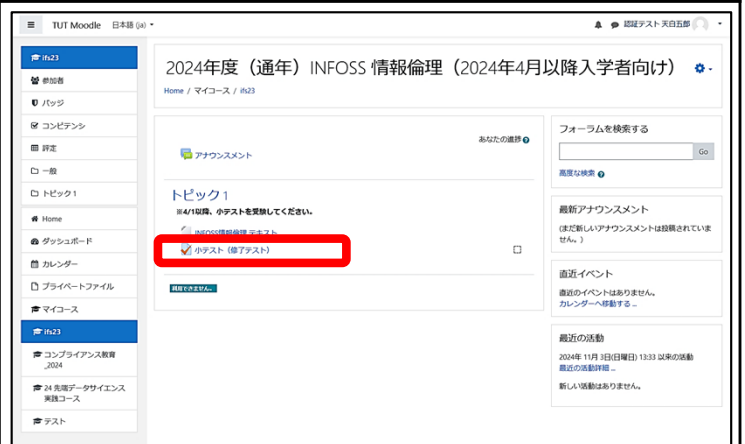 TUT Moodle 日本語 (ja)
認証テスト 天白五郎
ifs23
参加者
バッジ
コンピテンシ
評定
一般
トピック 1
Home
ダッシュボード
カレンダー
プライベートファイル
マイコース
ifs23
コンプライアンス教育
_2024
24 先端データサイエンス
実践コース
テスト
2024年度（通年）INFOSS 情報倫理（2024年4月以降入学者向け）
Home / マイコース / ifs23
あなたの進捗
アナウンスメント
トピック 1
※4/1以降、小テストを受験してください。
INFOSS情報倫理 テキスト
小テスト（修了テスト）
利用できません。
フォーラムを検索する
Go
高度な検索
最新アナウンスメント
(まだ新しいアナウンスメントは投稿されていま
せん。)
直近イベント
直近のイベントはありません。
カレンダーへ移動する ...
最近の活動
2024年 11月 3日(日曜日) 13:33 以来の活動
最近の活動詳細 ...
新しい活動はありません。